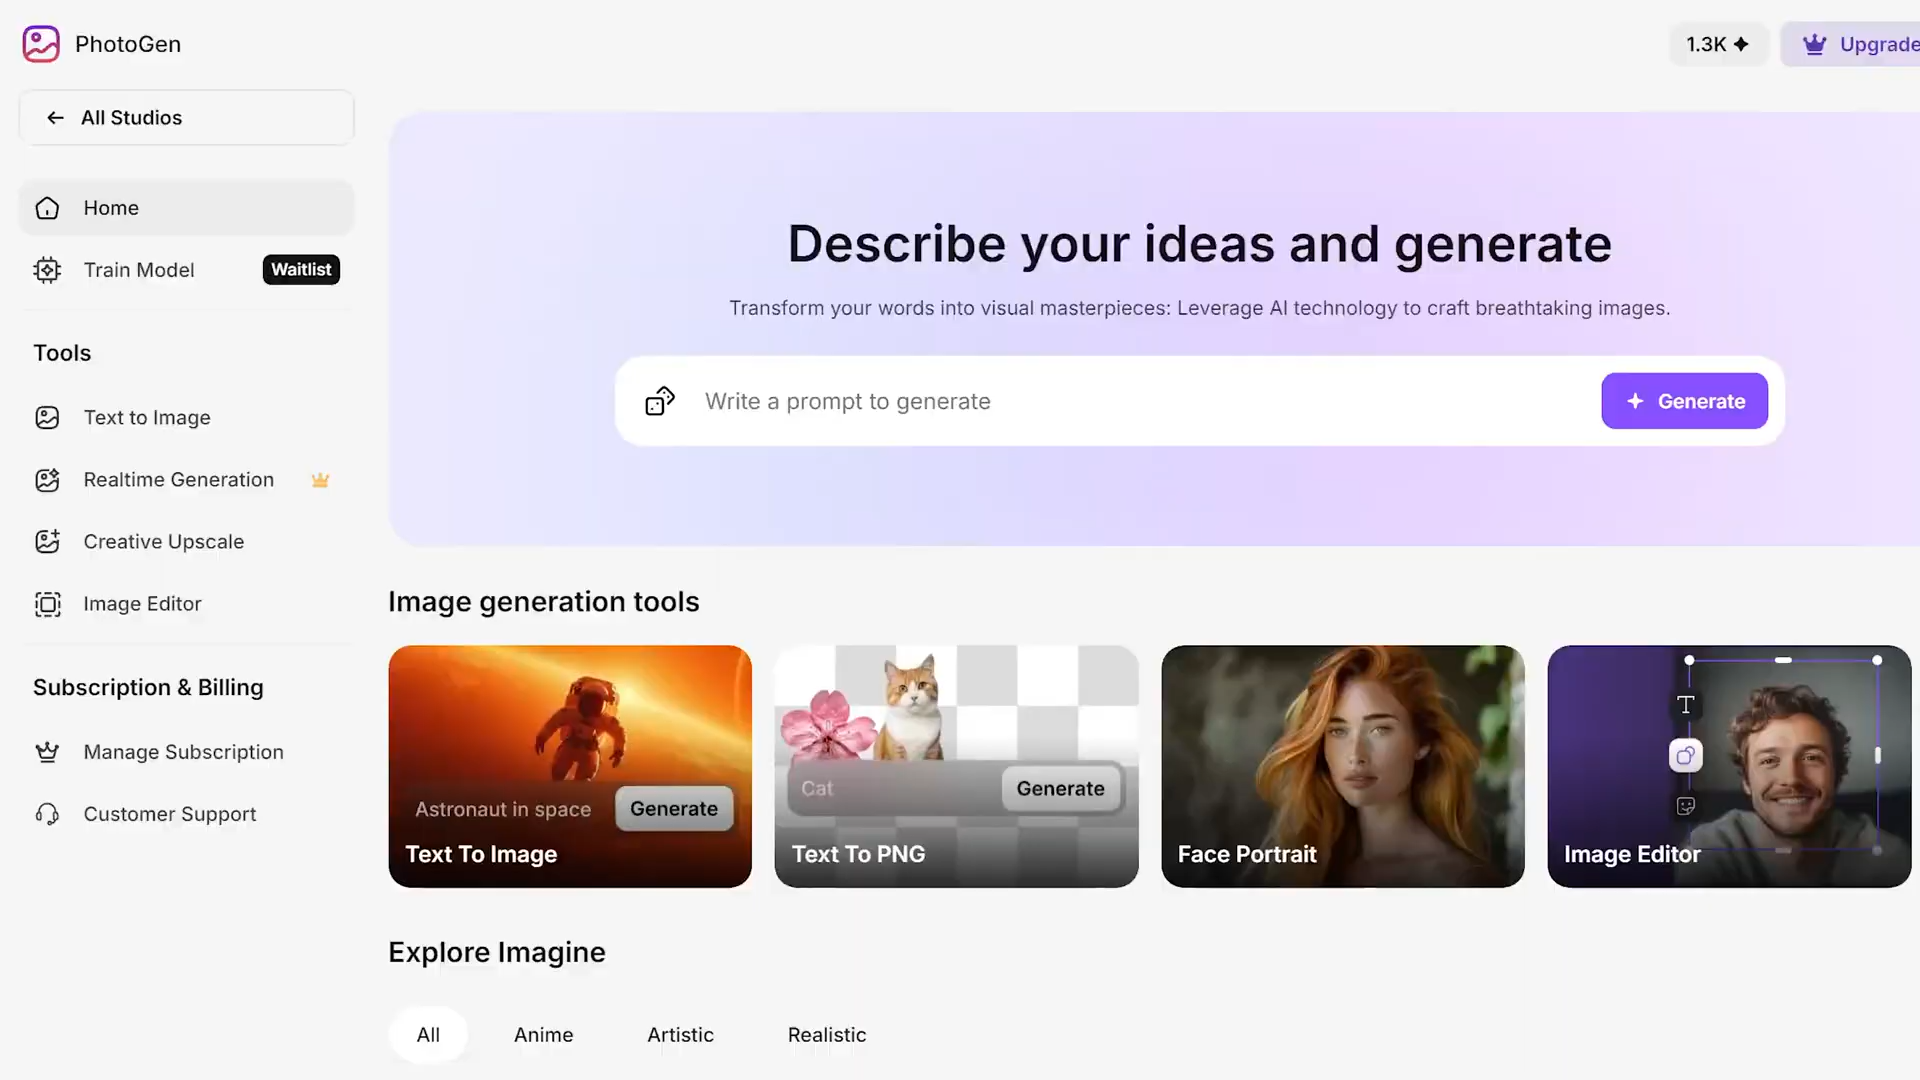 PhotoGen
1.3K
Upgrade
All Studios
Home
Train Model
Waitlist
Tools
Text to Image
Realtime Generation
Creative Upscale
Image Editor
Subscription & Billing
Manage Subscription
Customer Support
Describe your ideas and generate
Transform your words into visual masterpieces: Leverage AI technology to craft breathtaking images.
Write a prompt to generate
Generate
Image generation tools
Astronaut in space
Generate
Text To Image
Cat
Generate
Text To PNG
Face Portrait
T
Image Editor
Explore Imagine
All
Anime
Artistic
Realistic